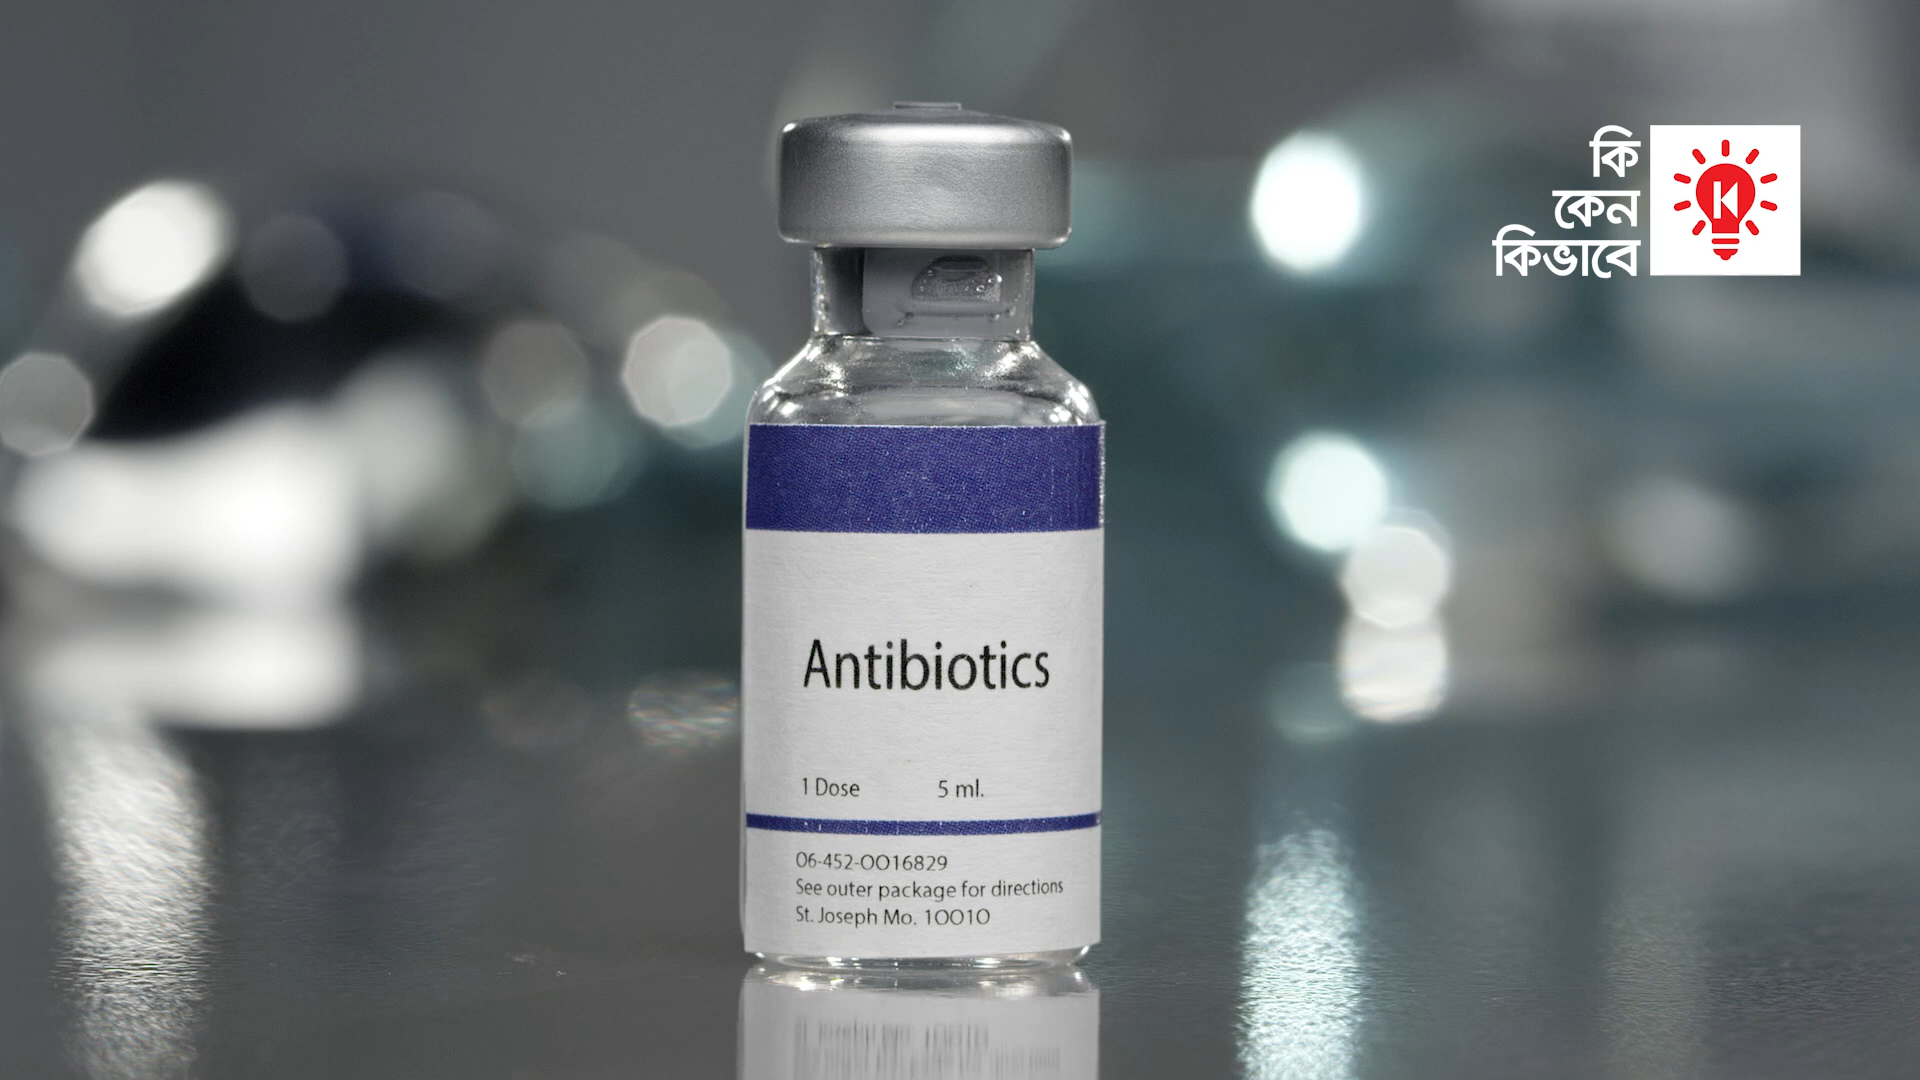 Antibiotics
1 Dose 5 ml.
06-452-0016829
See outer package for directions
St. Joseph Mo. 10010
কি
কেন
কিভাবে
K